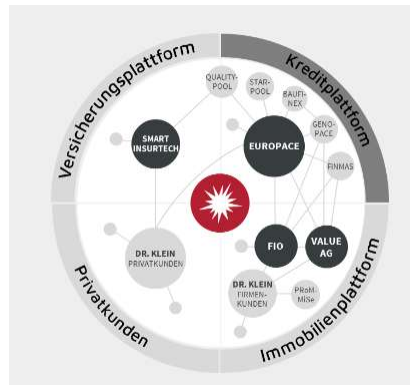 Versicherungsplattform
Kreditplattform
QUALITY-
POOL
STAR-
POOL
BAUFI-
NEX
GENO-
PACE
FINMAS
SMART
INSURTECH
EUROPACE
FIO
VALUE
AG
DR. KLEIN
PRIVATKUNDEN
DR. KLEIN
FIRMEN-
KUNDEN
PRoM-
MiSe
Privatkunden
Immobilienplattform